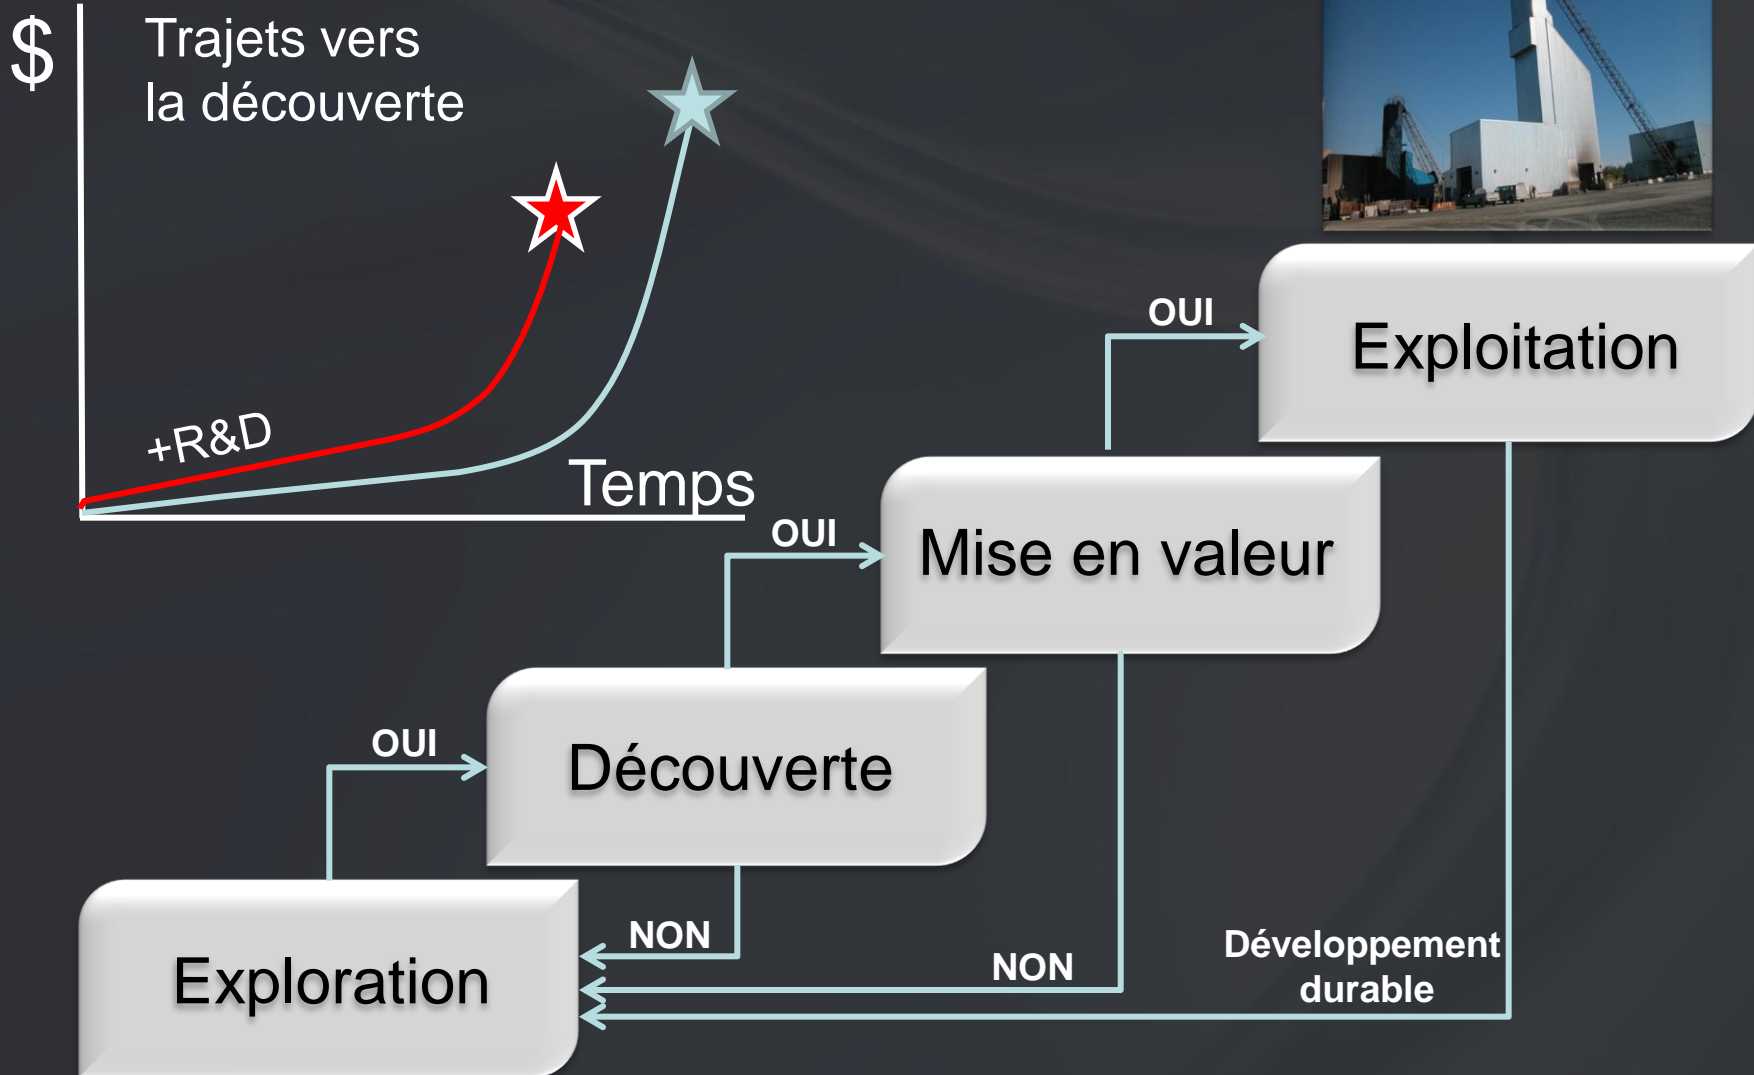 $
Trajets vers
la découverte
+R&D
Temps
OUI
Exploitation
OUI
Mise en valeur
OUI
Découverte
NON
NON
Développement
durable
Exploration